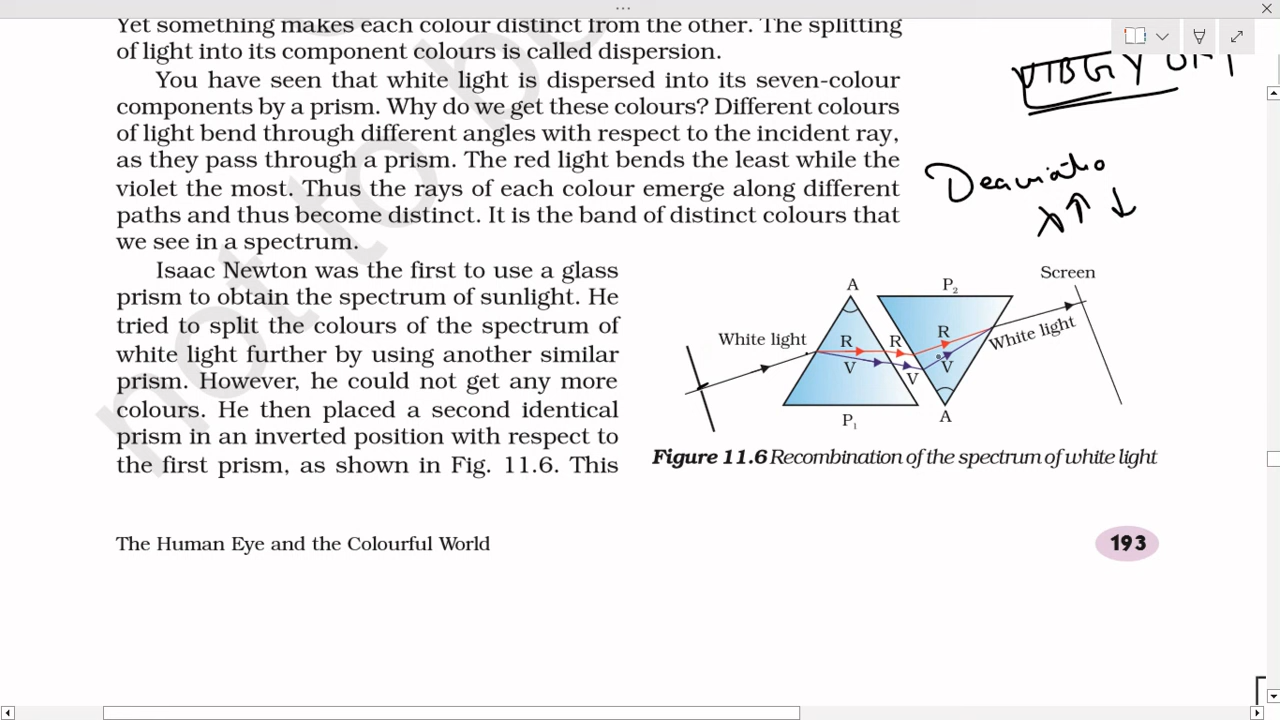 Yet something makes each colour distinct from the other. The splitting
of light into its component colours is called dispersion.
VIBGYOR
You have seen that white light is dispersed into its seven-colour
components by a prism. Why do we get these colours? Different colours
of light bend through different angles with respect to the incident ray,
as they pass through a prism. The red light bends the least while the
violet the most. Thus the rays of each colour emerge along different
paths and thus become distinct. It is the band of distinct colours that
we see in a spectrum.
Deaviatio
λ↑ ↓
Isaac Newton was the first to use a glass
prism to obtain the spectrum of sunlight. He
tried to split the colours of the spectrum of
white light further by using another similar
prism. However, he could not get any more
colours. He then placed a second identical
prism in an inverted position with respect to
the first prism, as shown in Fig. 11.6. This
Screen
A P₂
White light R R R White light
V V V
P₁ A
Figure 11.6 Recombination of the spectrum of white light
The Human Eye and the Colourful World
193
not to b